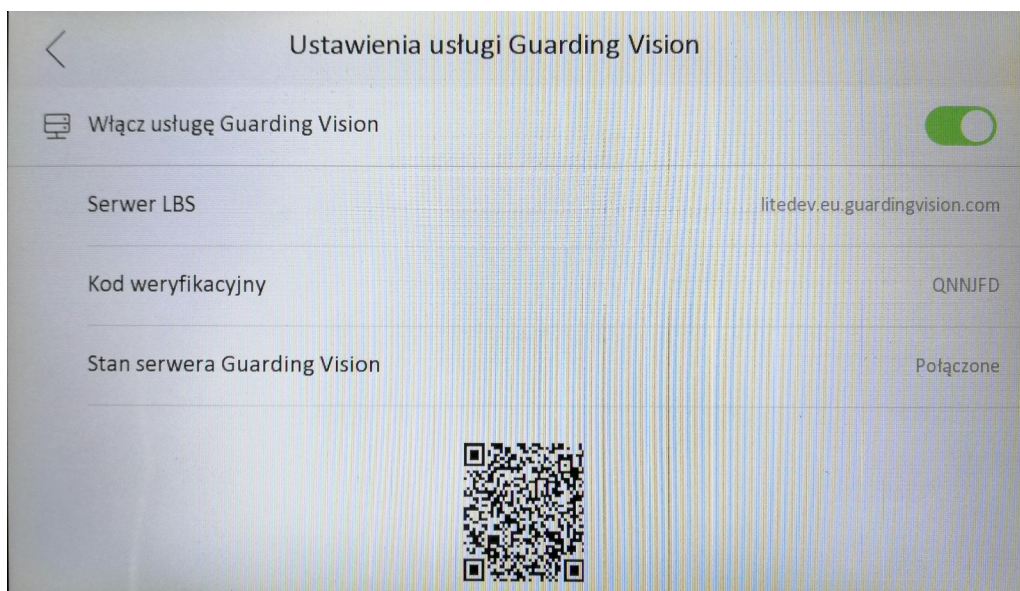 Ustawienia usługi Guarding Vision
Włącz usługę Guarding Vision
Serwer LBS litedev.eu.guardingvision.com
Kod weryfikacyjny QNNJFD
Stan serwera Guarding Vision Połączone